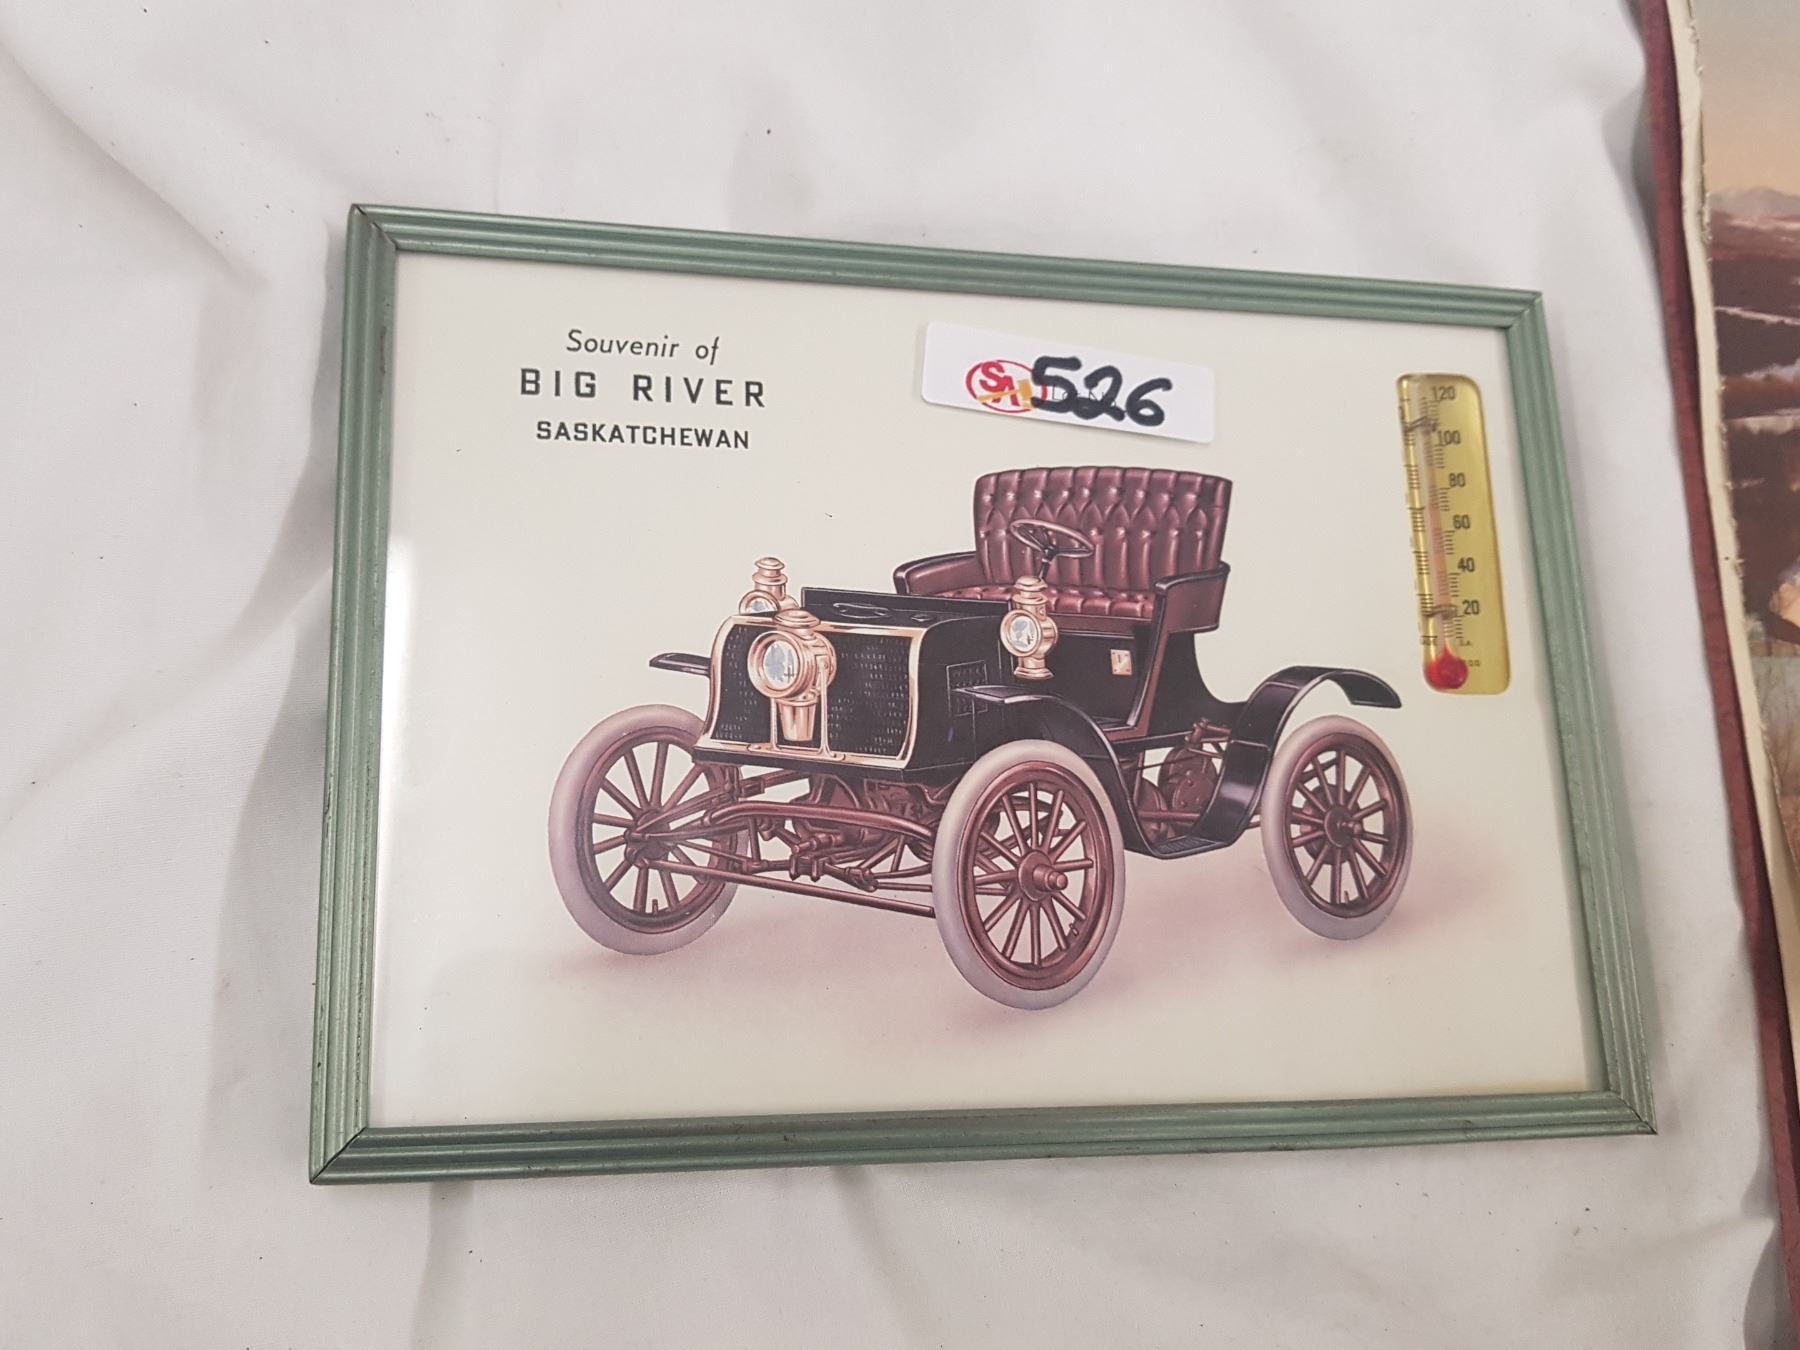 Souvenir of
BIG RIVER
SASKATCHEWAN
526
120
100
80
60
40
20